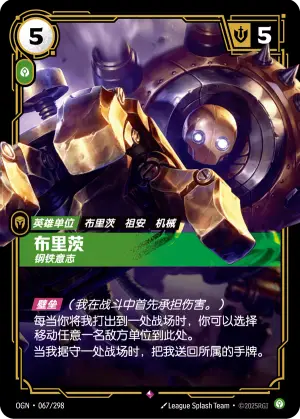 5
5
英雄单位 布里茨 祖安 机械
布里茨
钢铁意志
壁垒 （我在战斗中首先承担伤害。）
每当你将我打出到一处战场时，你可以选择
移动任意一名敌方单位到此处。
当我据守一处战场时，把我送回所属的手牌。
OGN • 067/298 League Splash Team • ©2025RGI